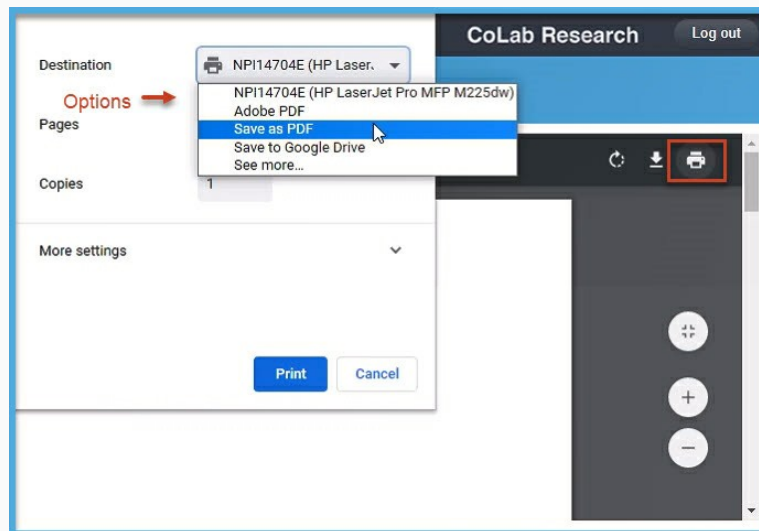 CoLab Research
Log out
Destination
NPI14704E (HP Laser.
Options
NPI14704E (HP LaserJet Pro MFP M225dw)
Adobe PDF
Save as PDF
Save to Google Drive
See more...
Pages
Copies
1
More settings
Print
Cancel